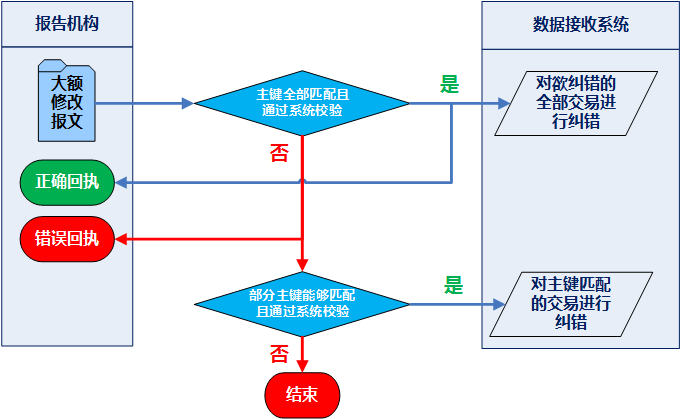 报告机构
数据接收系统
大额
修改
报文
主键全部匹配且
通过系统校验
是
对欲纠错的
全部交易进
行纠错
否
正确回执
错误回执
部分主键能够匹配
且通过系统校验
是
对主键匹配
的交易进行
纠错
否
结束